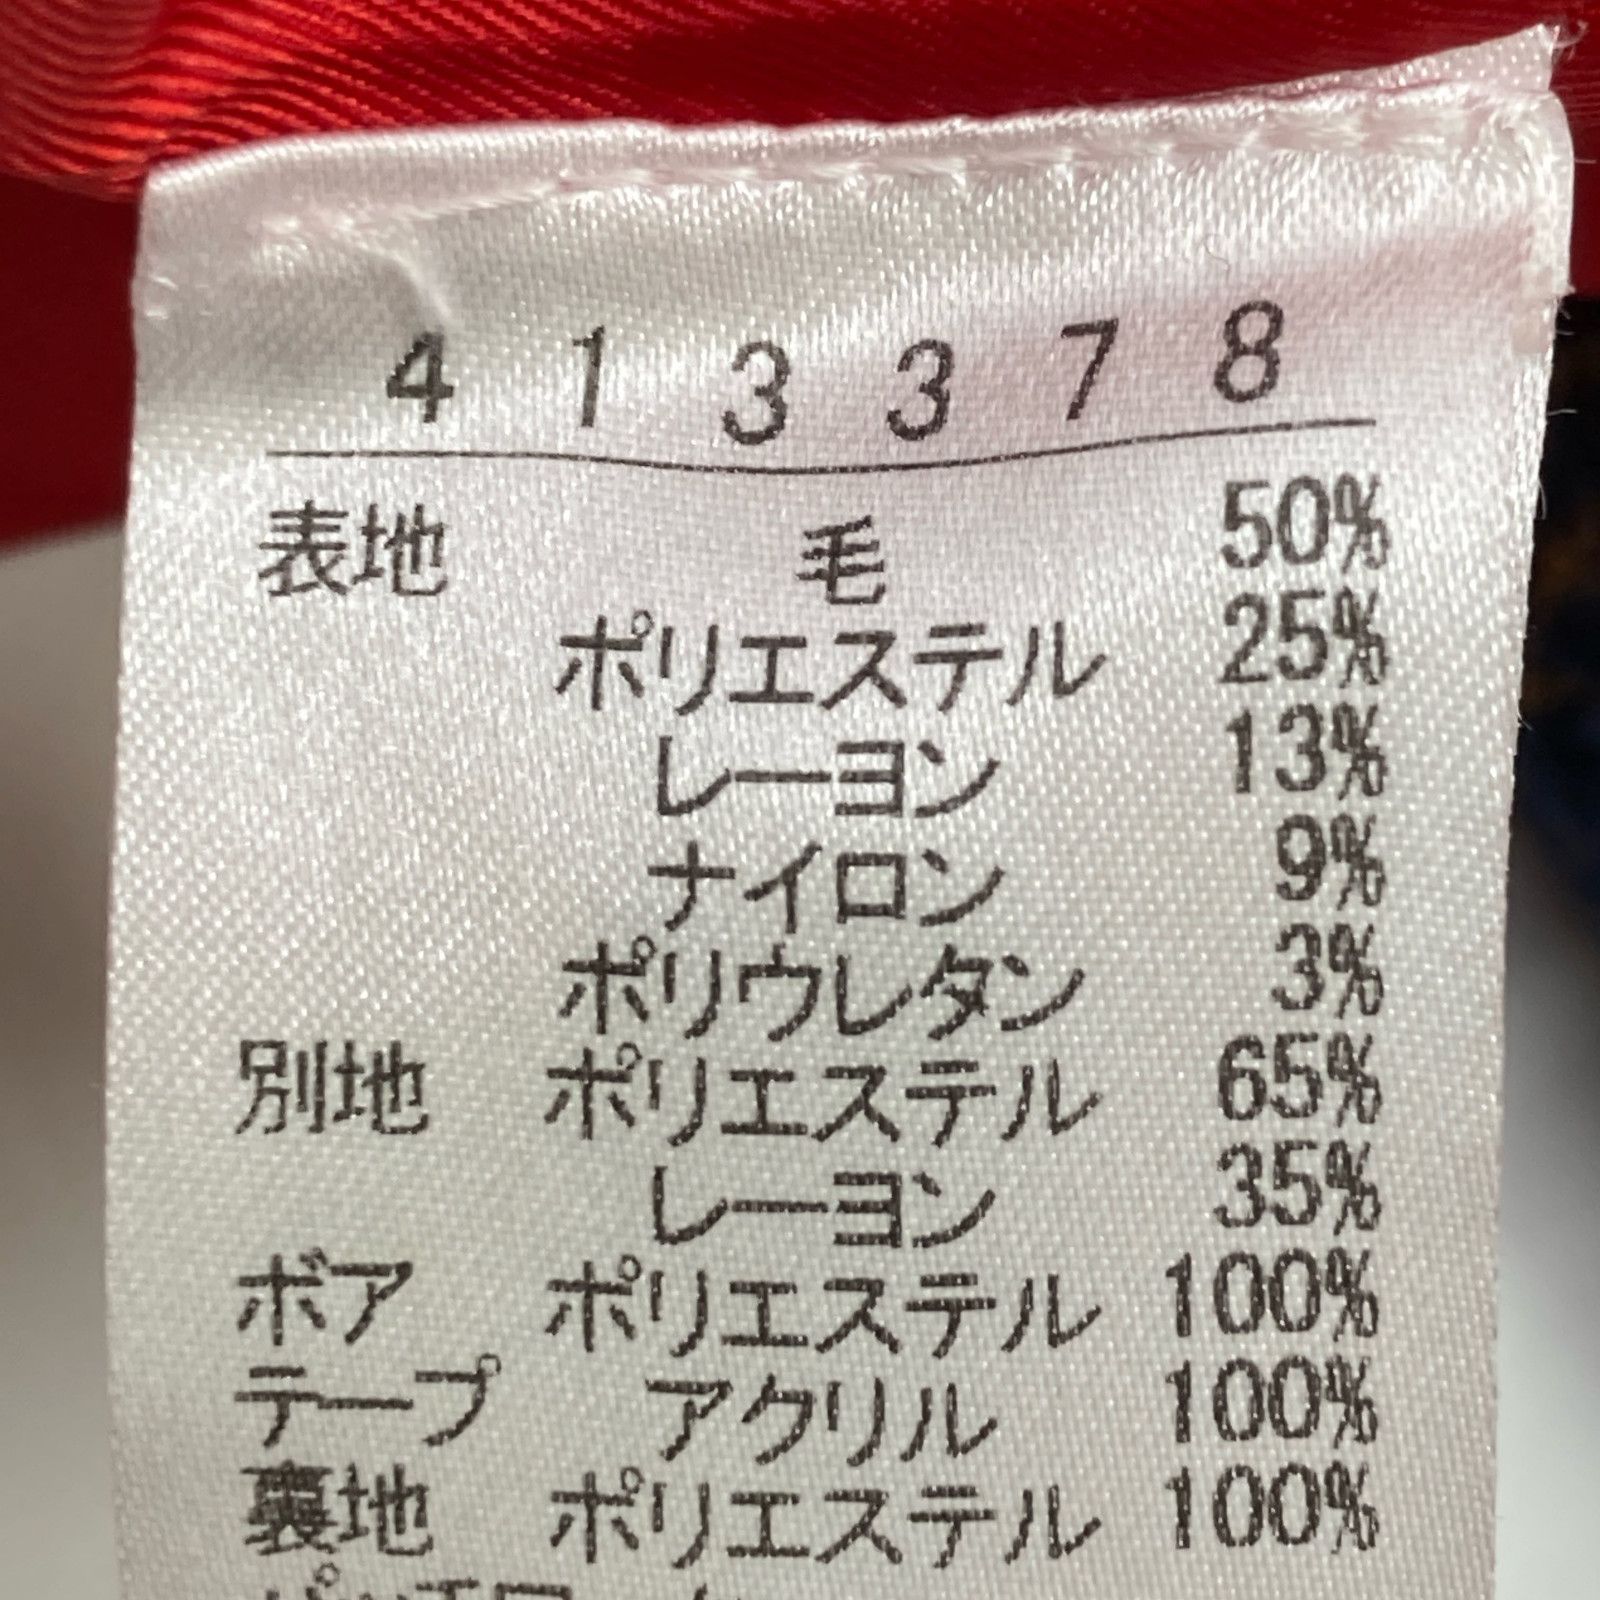 4 1 3 3 7 8
表地 毛 50%
ポリエステル 25%
レーヨン 13%
ナイロン 9%
ポリウレタン 3%
別地 ポリエステル 65%
レーヨン 35%
ボア ポリエステル 100%
テープ アクリル 100%
裏地 ポリエステル 100%